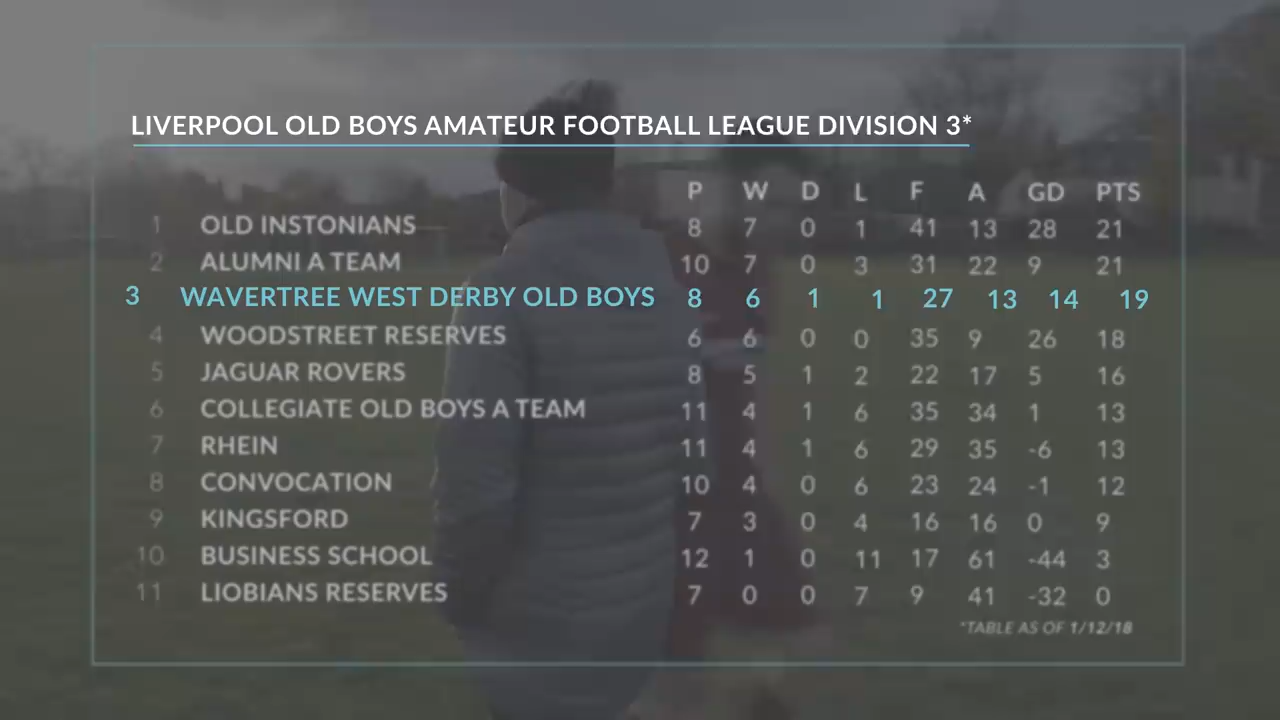 LIVERPOOL OLD BOYS AMATEUR FOOTBALL LEAGUE DIVISION 3*
P W D L F A GD PTS
1 OLD INSTONIANS 8 7 0 1 41 13 28 21
2 ALUMNI A TEAM 10 7 0 3 31 22 9 21
3 WAVERTREE WEST DERBY OLD BOYS 8 6 1 1 27 13 14 19
4 WOODSTREET RESERVES 6 6 0 0 35 9 26 18
5 JAGUAR ROVERS 8 5 1 2 22 17 5 16
6 COLLEGIATE OLD BOYS A TEAM 11 4 1 6 35 34 1 13
7 RHEIN 11 4 1 6 29 35 -6 13
8 CONVOCATION 10 4 0 6 23 24 -1 12
9 KINGSFORD 7 3 0 4 16 16 0 9
10 BUSINESS SCHOOL 12 1 0 11 17 61 -44 3
11 LIOBIANS RESERVES 7 0 0 7 9 41 -32 0
*TABLE AS OF 1/12/18